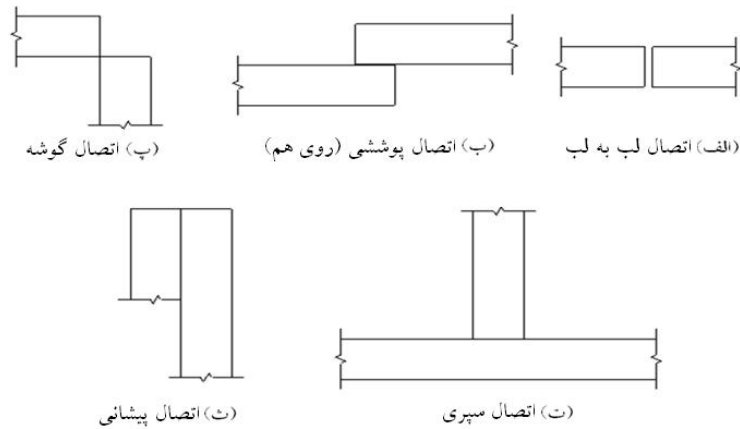 (الف) اتصال لب به لب
(ب) اتصال پوششی (روی هم)
(پ) اتصال گوشه
(ت) اتصال سپری
(ث) اتصال پیشانی